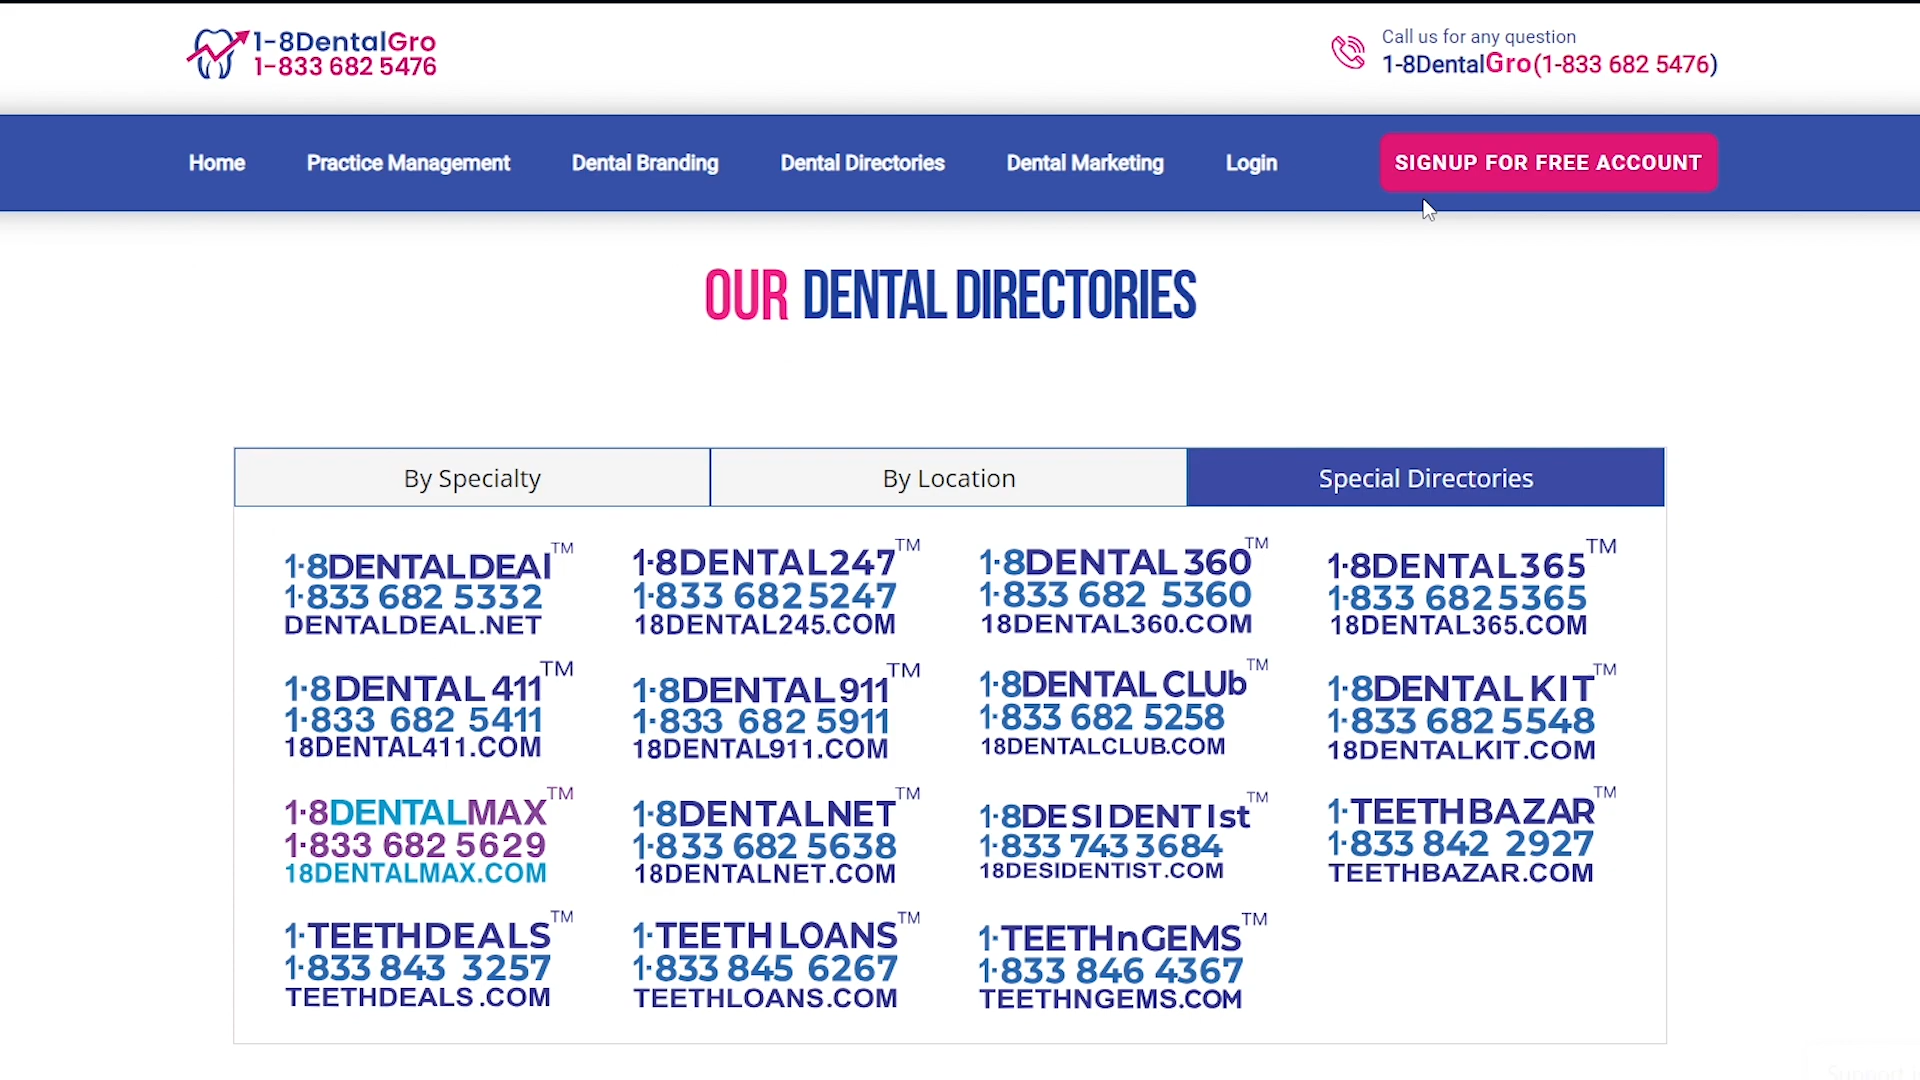 1-8DentalGro
1-833 682 5476
Call us for any question
1-8DentalGro(1-833 682 5476)
Home Practice Management Dental Branding Dental Directories Dental Marketing Login SIGNUP FOR FREE ACCOUNT
OUR DENTAL DIRECTORIES
By Specialty By Location Special Directories
1·8DENTALDEAl™
1·833 682 5332
DENTALDEAL.NET
1·8DENTAL247™
1·833 682 5247
18DENTAL245.COM
1·8DENTAL 360™
1·833 682 5360
18DENTAL360.COM
1·8DENTAL365™
1·833 682 5365
18DENTAL365.COM
1·8DENTAL 411™
1·833 682 5411
18DENTAL411.COM
1·8DENTAL911™
1·833 682 5911
18DENTAL911.COM
1·8DENTAL CLUb™
1·833 682 5258
18DENTALCLUB.COM
1·8DENTAL KIT™
1·833 682 5548
18DENTALKIT.COM
1·8DENTALMAX™
1·833 682 5629
18DENTALMAX.COM
1·8DENTALNET™
1·833 682 5638
18DENTALNET.COM
1·8DESIDENTIst™
1·833 743 3684
18DESIDENTIST.COM
1·TEETHBAZAR™
1·833 842 2927
TEETHBAZAR.COM
1·TEETHDEALS™
1·833 843 3257
TEETHDEALS.COM
1·TEETH LOANS™
1·833 845 6267
TEETHLOANS.COM
1·TEETHnGEMS™
1·833 846 4367
TEETHNGEMS.COM